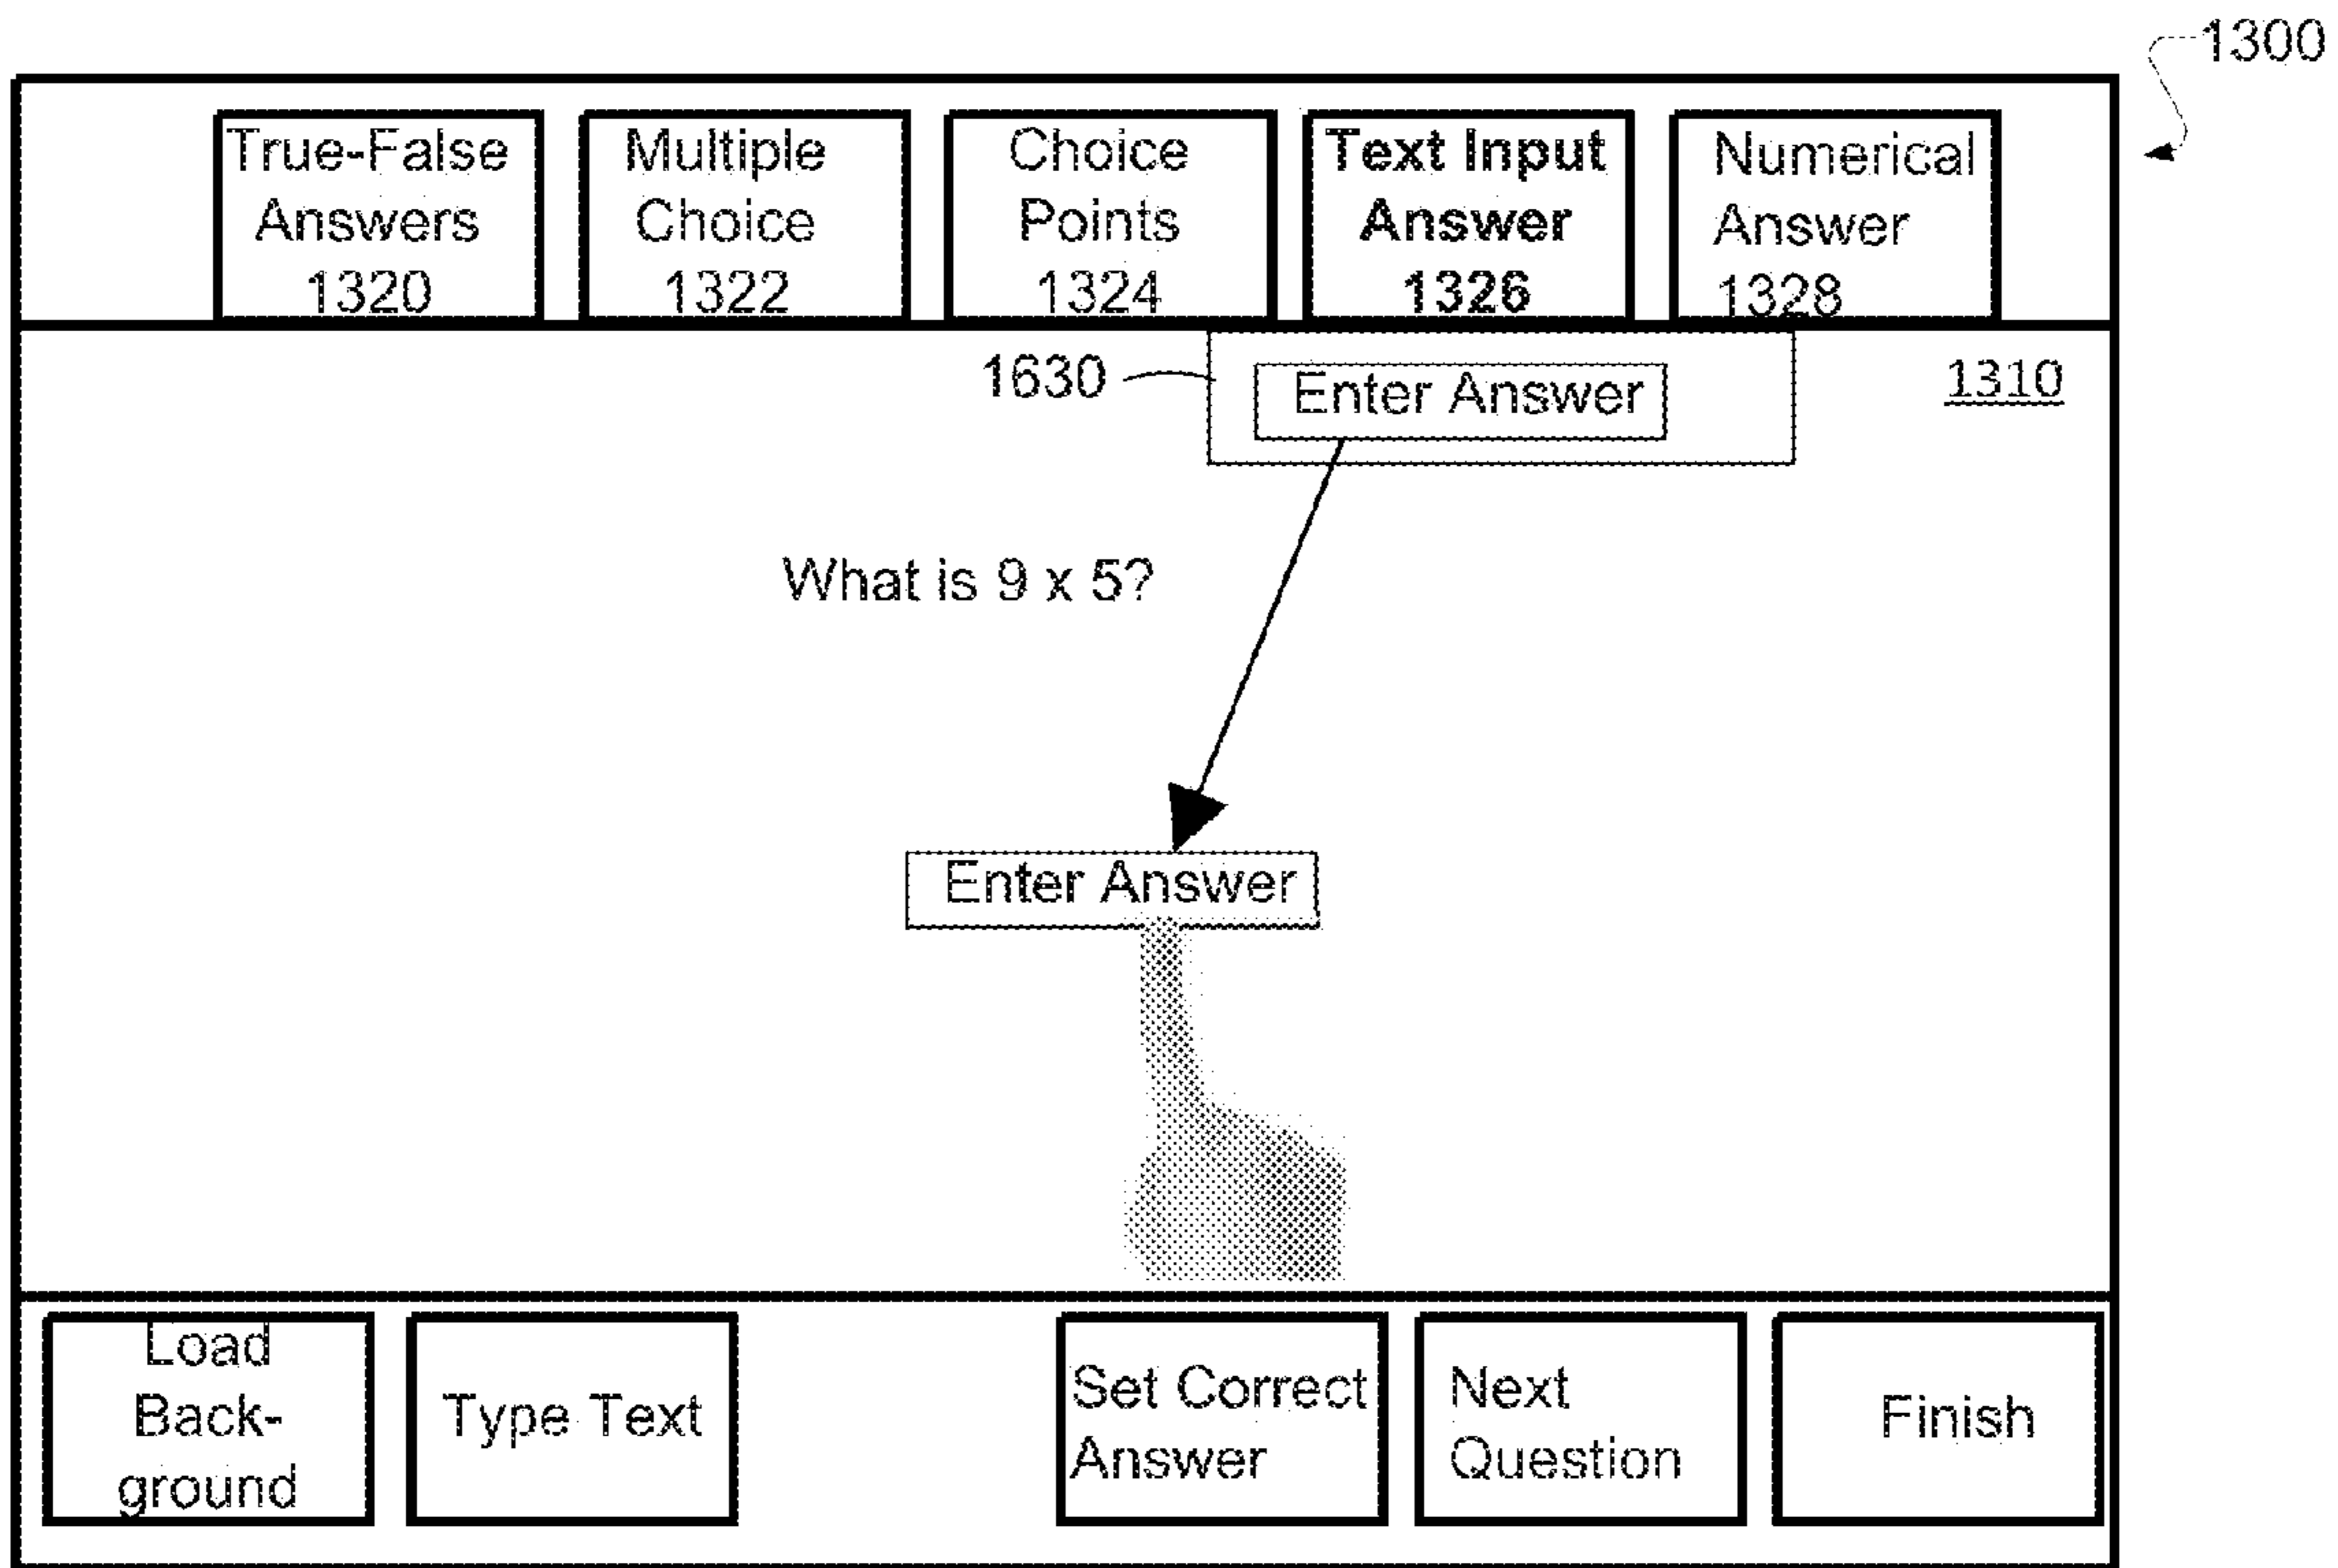 1300
True-False
Answers
1320
Multiple
Choice
1322
Choice
Points
1324
Text Input
Answer
1326
Numerical
Answer
1328
1630
Enter Answer
1310
What is 9 x 5?
Enter Answer
Load
Back-
ground
Type Text
Set Correct
Answer
Next
Question
Finish